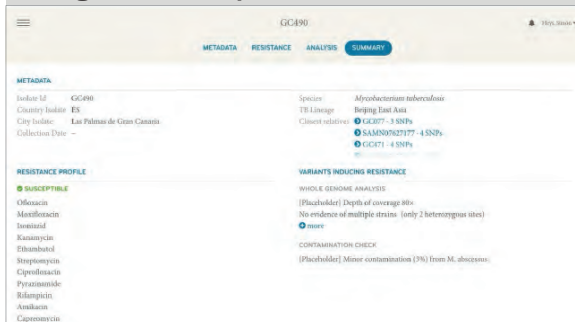 GC490
METADATA RESISTANCE ANALYSIS SUMMARY
METADATA
Isolate Id GC490
Country Isolate ES
City Isolate Las Palmas de Gran Canaria
Collection Date –
Species Mycobacterium tuberculosis
TB Lineage Beijing East Asia
Closest relatives GC077 - 3 SNPs
SAMN07627177 - 4 SNPs
GC471 - 4 SNPs
RESISTANCE PROFILE
SUSCEPTIBLE
Ofloxacin
Moxifloxacin
Isoniazid
Kanamycin
Ethambutol
Streptomycin
Ciprofloxacin
Pyrazinamide
Rifampicin
Amikacin
Capreomycin
VARIANTS INDUCING RESISTANCE
WHOLE GENOME ANALYSIS
[Placeholder] Depth of coverage 80×
No evidence of multiple strains (only 2 heterozygous sites)
more
CONTAMINATION CHECK
[Placeholder] Minor contamination (3%) from M. abscessus.